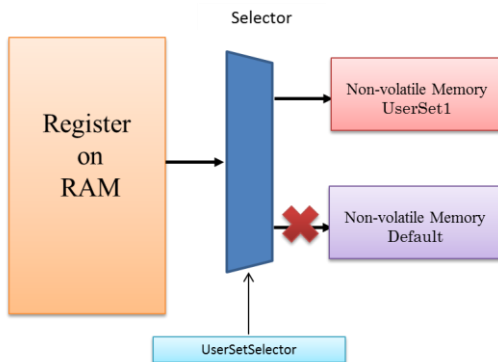 Selector
Register
on
RAM
Non-volatile Memory
UserSet1
Non-volatile Memory
Default
UserSetSelector